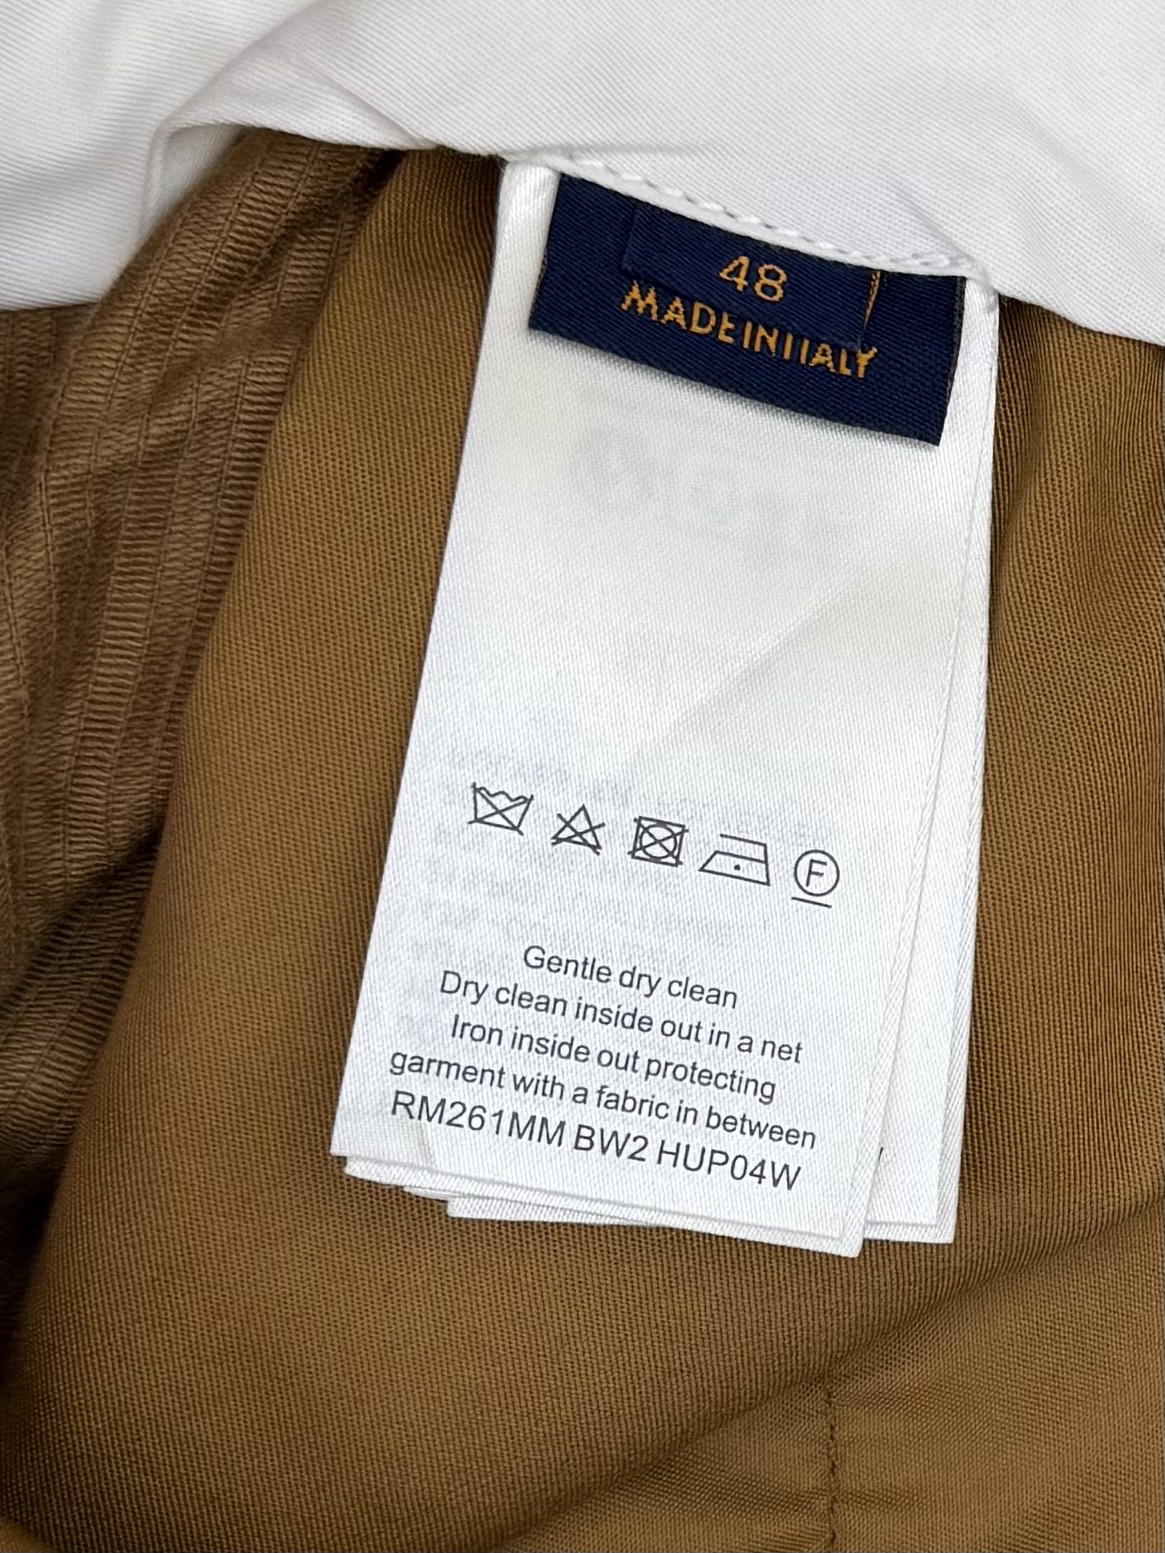 48
MADE IN ITALY
F
Gentle dry clean
Dry clean inside out in a net
Iron inside out protecting
garment with a fabric in between
RM261MM BW2 HUP04W